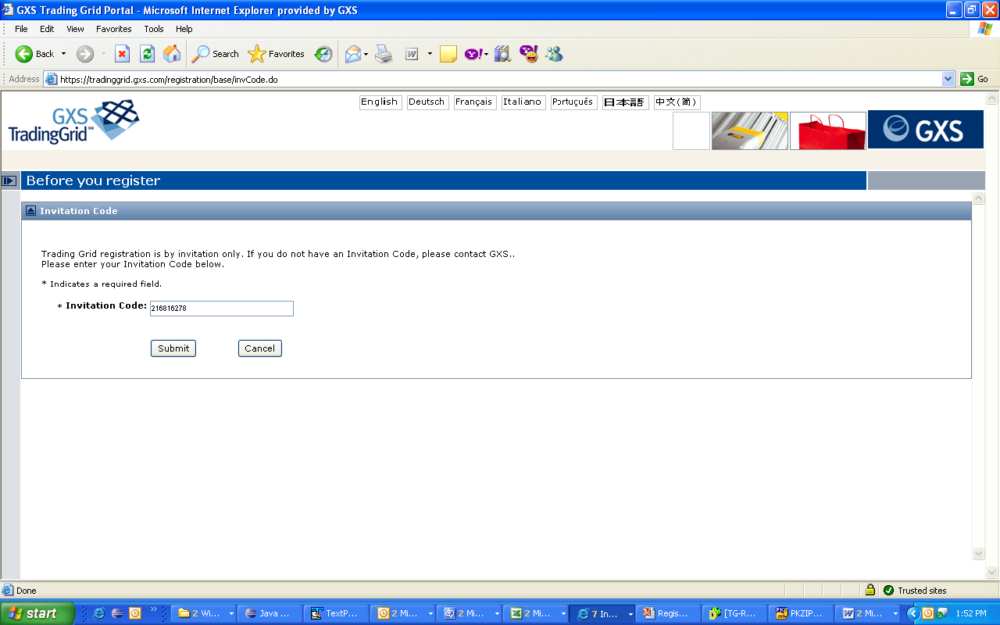 GXS Trading Grid Portal - Microsoft Internet Explorer provided by GXS
File Edit View Favorites Tools Help
Back Search Favorites
Address https://tradinggrid.gxs.com/registration/base/invCode.do Go
English Deutsch Français Italiano Português 日本語 中文(简)
GXS
TradingGrid℠
GXS
Before you register
Invitation Code
Trading Grid registration is by invitation only. If you do not have an Invitation Code, please contact GXS..
Please enter your Invitation Code below.
* Indicates a required field.
* Invitation Code: 216816278
Submit Cancel
Done Trusted sites
start » 2 Wi... Java ... TextP... 2 Mi... 2 Mi... 2 Mi... 7 In... Regis... [TG-R... PKZIP... 2 Mi... 1:52 PM